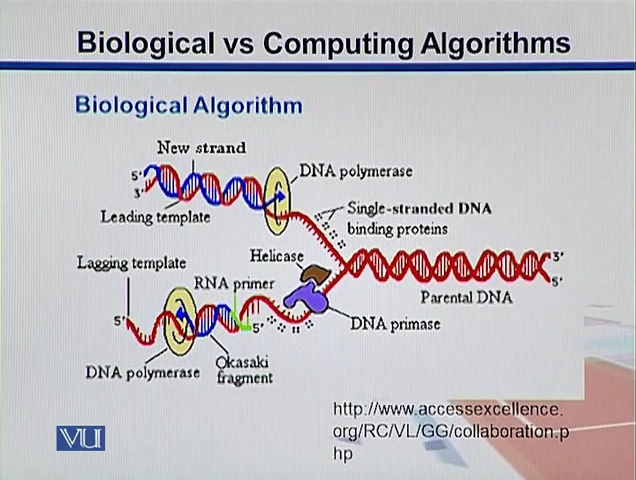 Biological vs Computing Algorithms
Biological Algorithm
New strand
DNA polymerase
5'
3'
Leading template
Single-stranded DNA
binding proteins
Helicase
3'
5'
Parental DNA
Lagging template
RNA primer
5'
5'
DNA primase
DNA polymerase
Okasaki
fragment
http://www.accessexcellence.
org/RC/VL/GG/collaboration.p
hp
VU